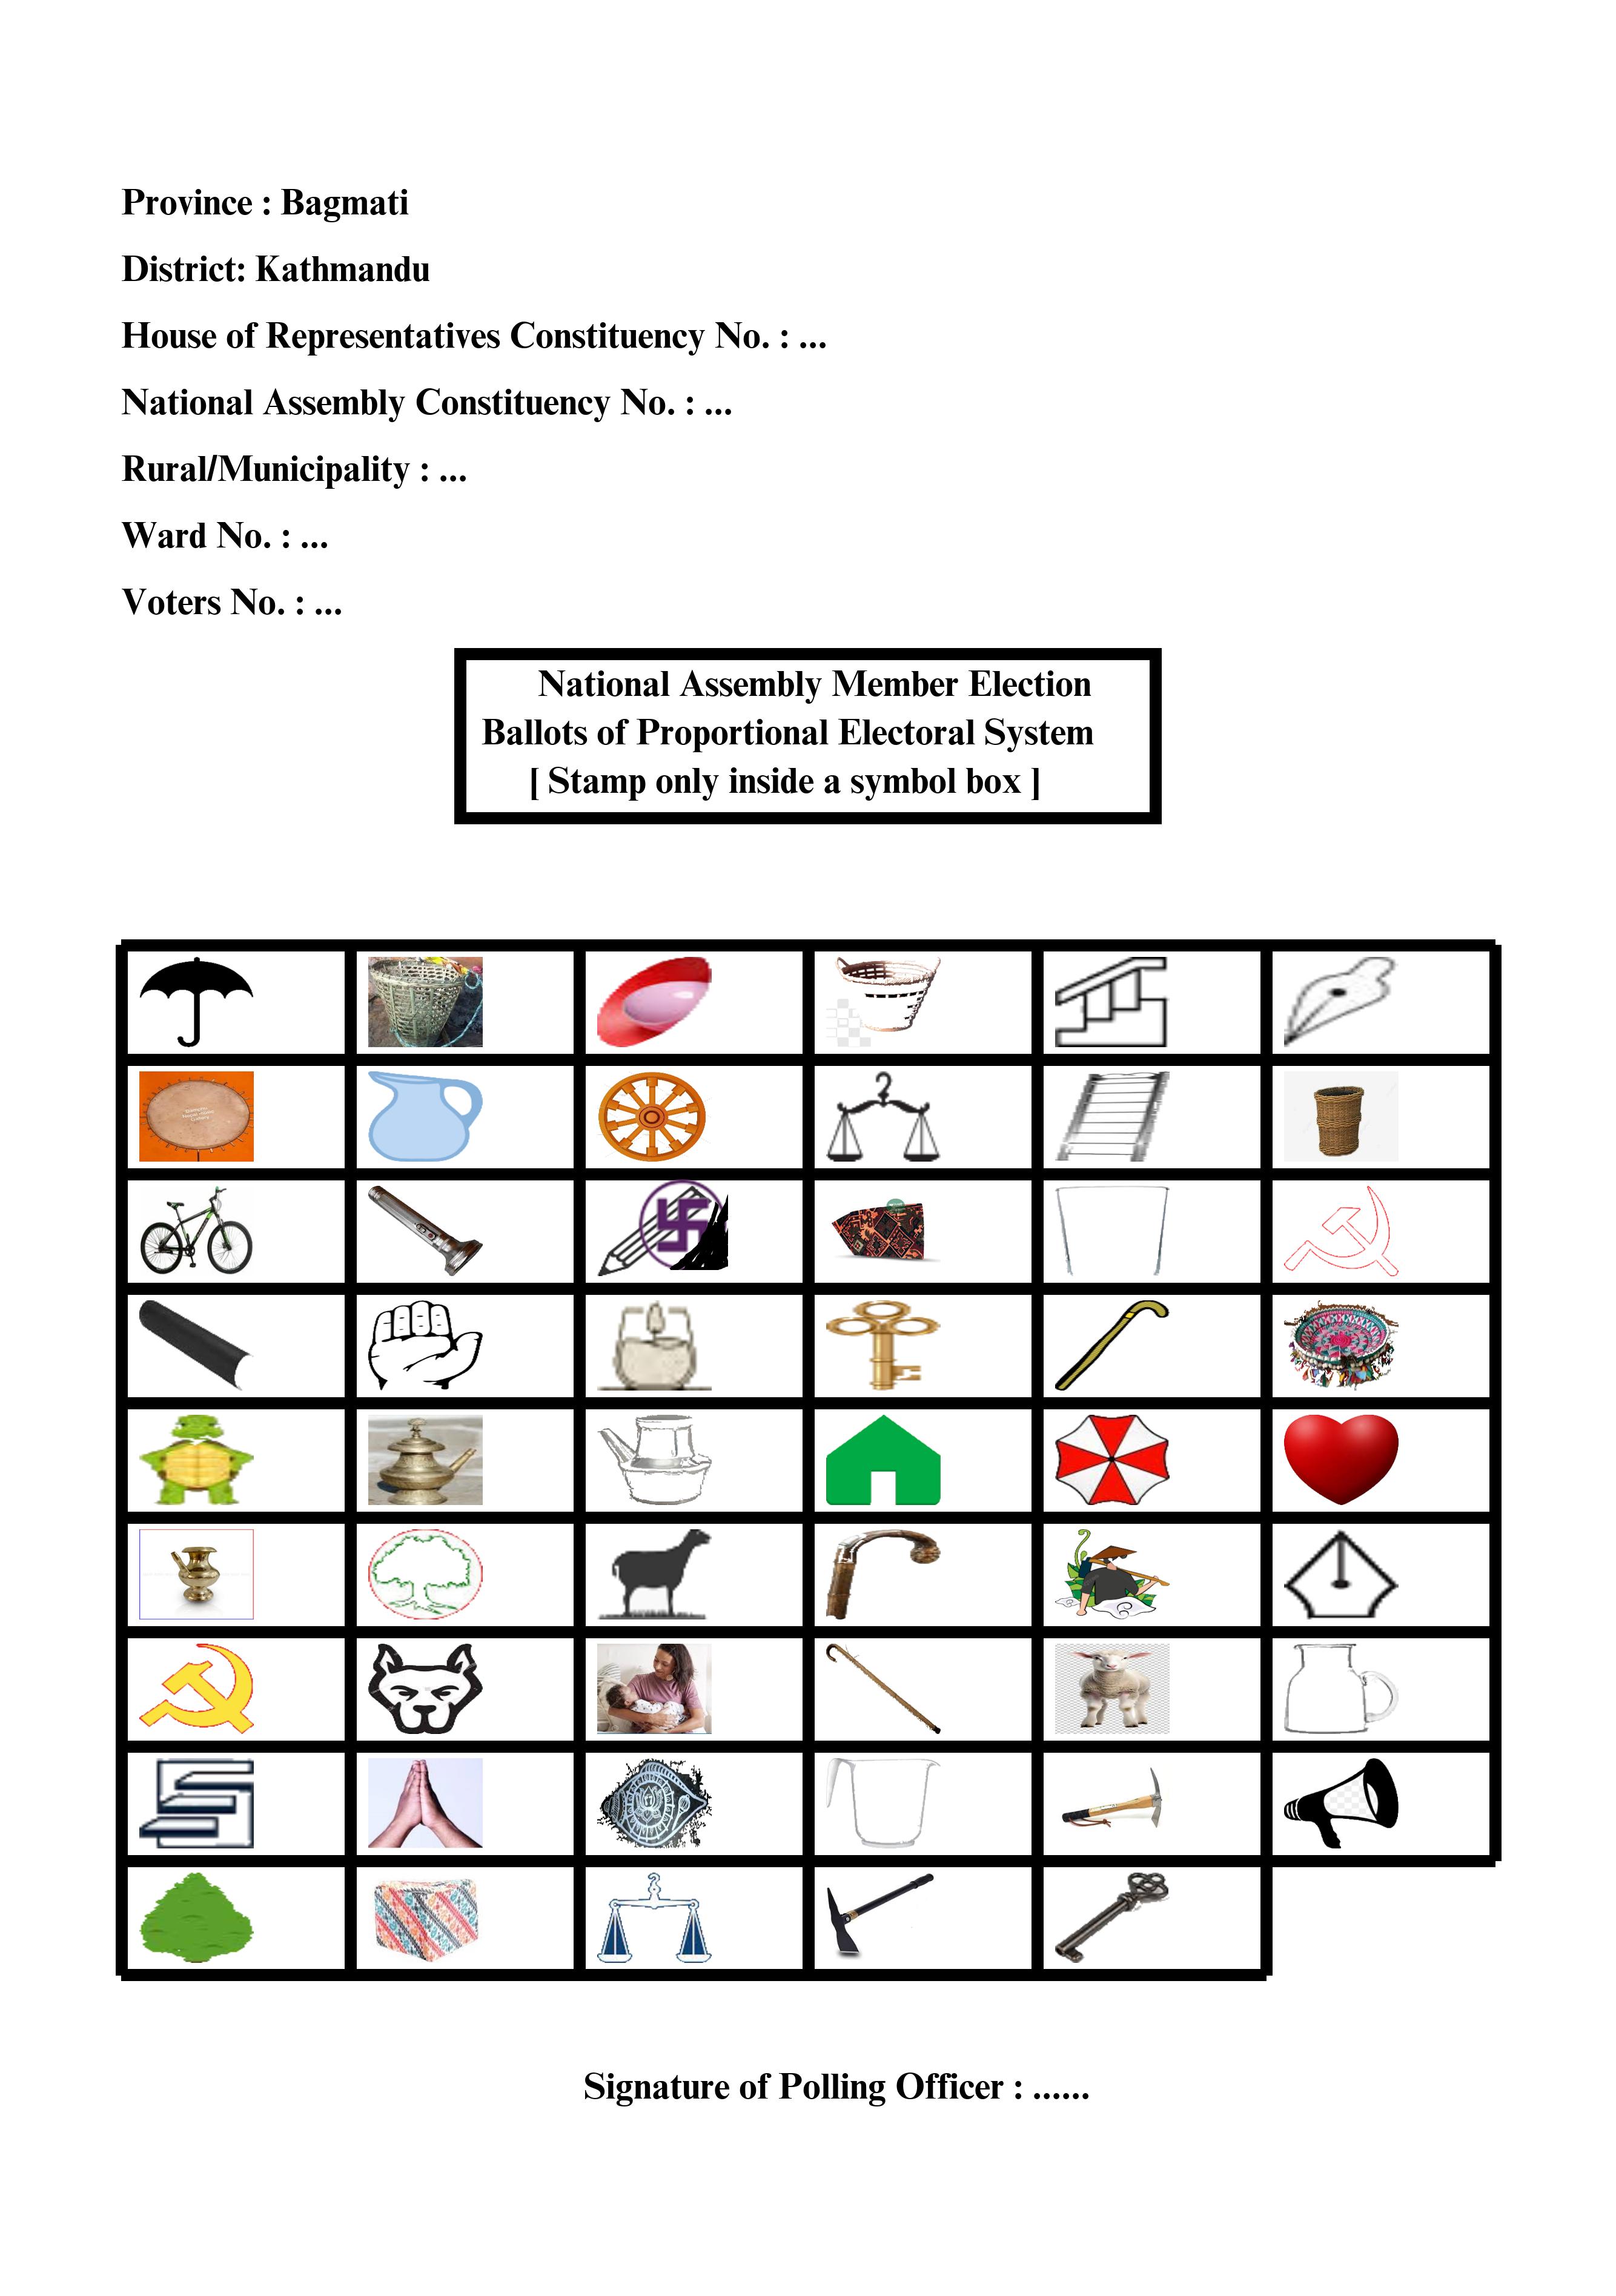 Province : Bagmati
District: Kathmandu
House of Representatives Constituency No. : ...
National Assembly Constituency No. : ...
Rural/Municipality : ...
Ward No. : ...
Voters No. : ...
National Assembly Member Election
Ballots of Proportional Electoral System
[ Stamp only inside a symbol box ]
Signature of Polling Officer : ......